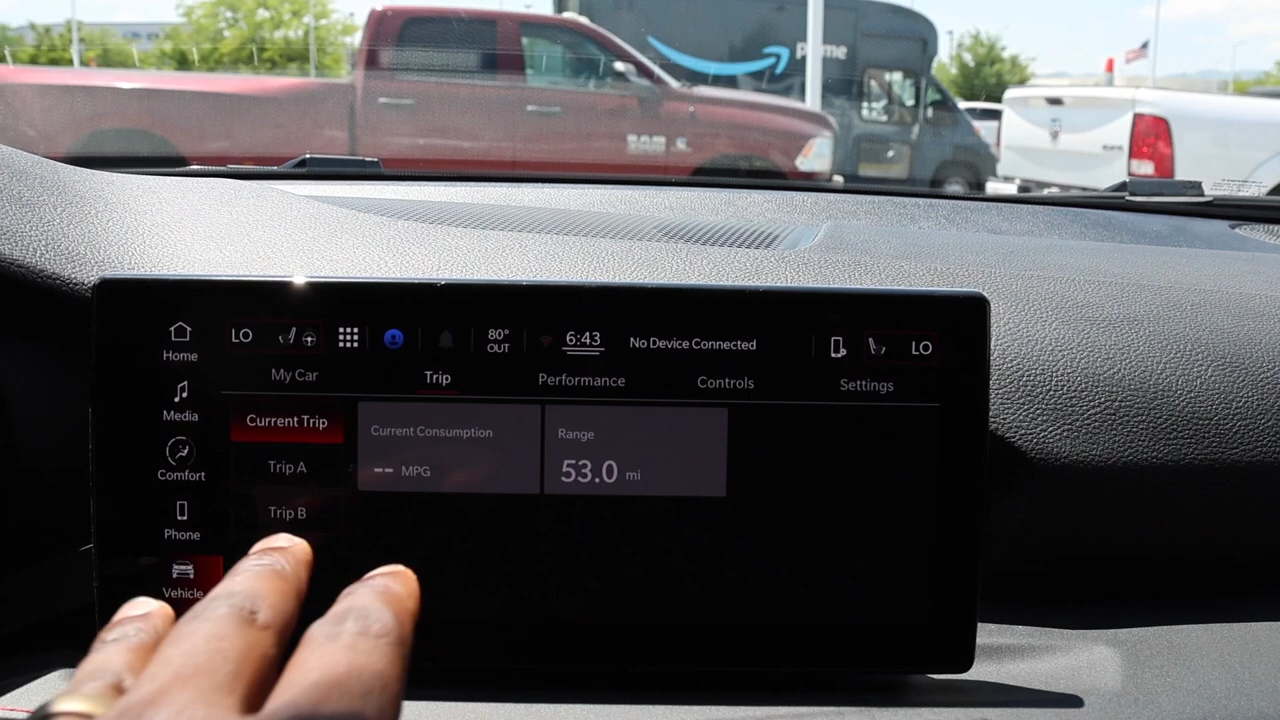 prime
RAM
Home
LO
80°
OUT
6:43
No Device Connected
LO
My Car
Trip
Performance
Controls
Settings
Media
Current Trip
Current Consumption
-- MPG
Range
53.0 mi
Comfort
Trip A
Phone
Trip B
Vehicle